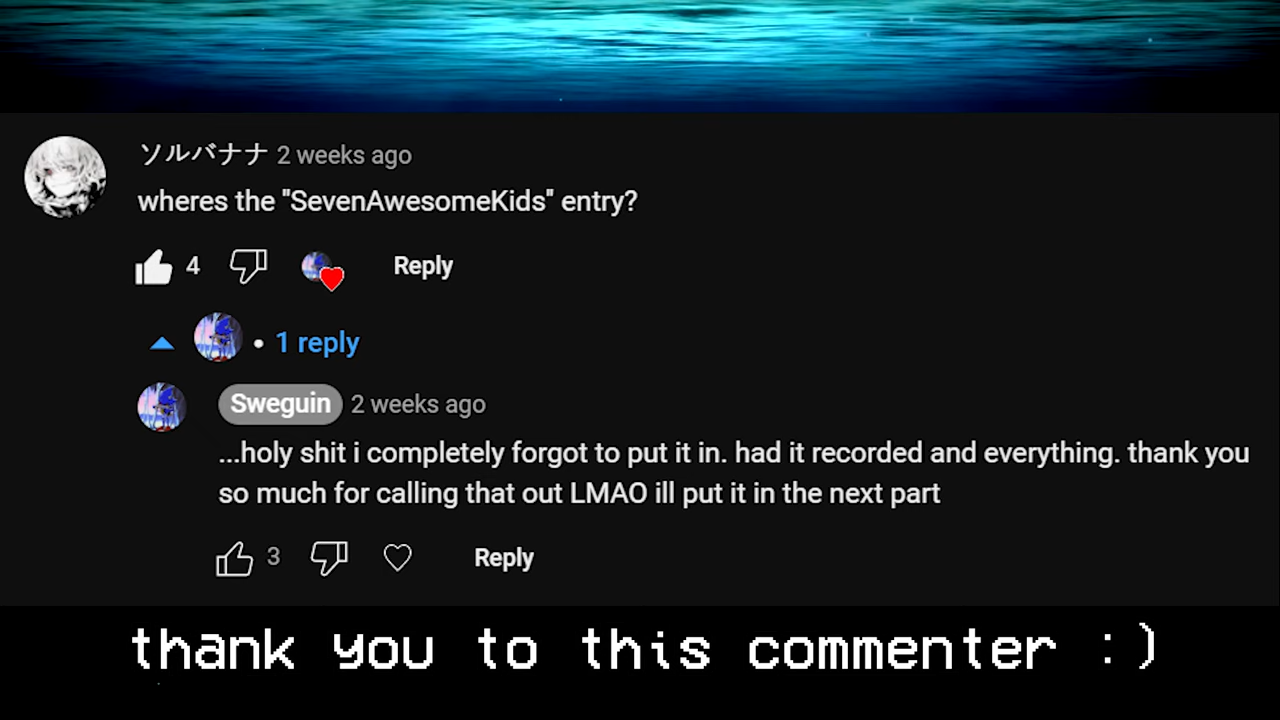 ソルバナナ 2 weeks ago
wheres the "SevenAwesomeKids" entry?
4 Reply
• 1 reply
Sweguin 2 weeks ago
...holy shit i completely forgot to put it in. had it recorded and everything. thank you
so much for calling that out LMAO ill put it in the next part
3 Reply
thank you to this commenter :)